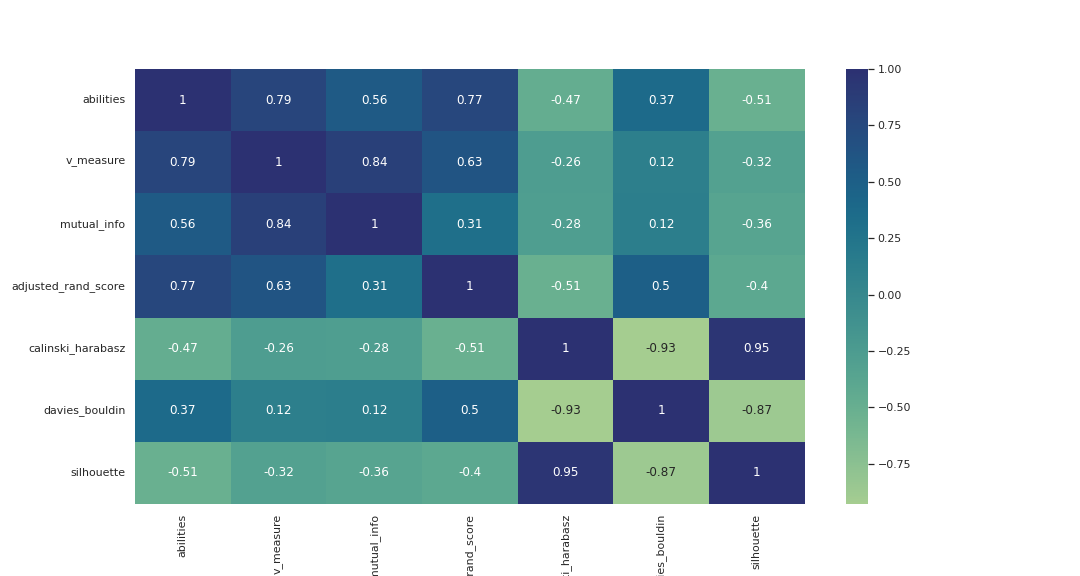 abilities 1 0.79 0.56 0.77 -0.47 0.37 -0.51
v_measure 0.79 1 0.84 0.63 -0.26 0.12 -0.32
mutual_info 0.56 0.84 1 0.31 -0.28 0.12 -0.36
adjusted_rand_score 0.77 0.63 0.31 1 -0.51 0.5 -0.4
calinski_harabasz -0.47 -0.26 -0.28 -0.51 1 -0.93 0.95
davies_bouldin 0.37 0.12 0.12 0.5 -0.93 1 -0.87
silhouette -0.51 -0.32 -0.36 -0.4 0.95 -0.87 1
abilities
v_measure
mutual_info
rand_score
i_harabasz
ies_bouldin
silhouette
1.00
0.75
0.50
0.25
0.00
−0.25
−0.50
−0.75